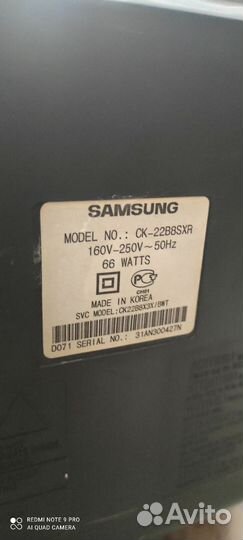 SAMSUNG
MODEL NO.: CK-22B8SXR
160V-250V~50Hz
66 WATTS
MADE IN KOREA
SVC MODEL:CK22B8X3X/BWT
D071 SERIAL NO.: 31AN300427N
REDMI NOTE 9 PRO
AI QUAD CAMERA
Avito